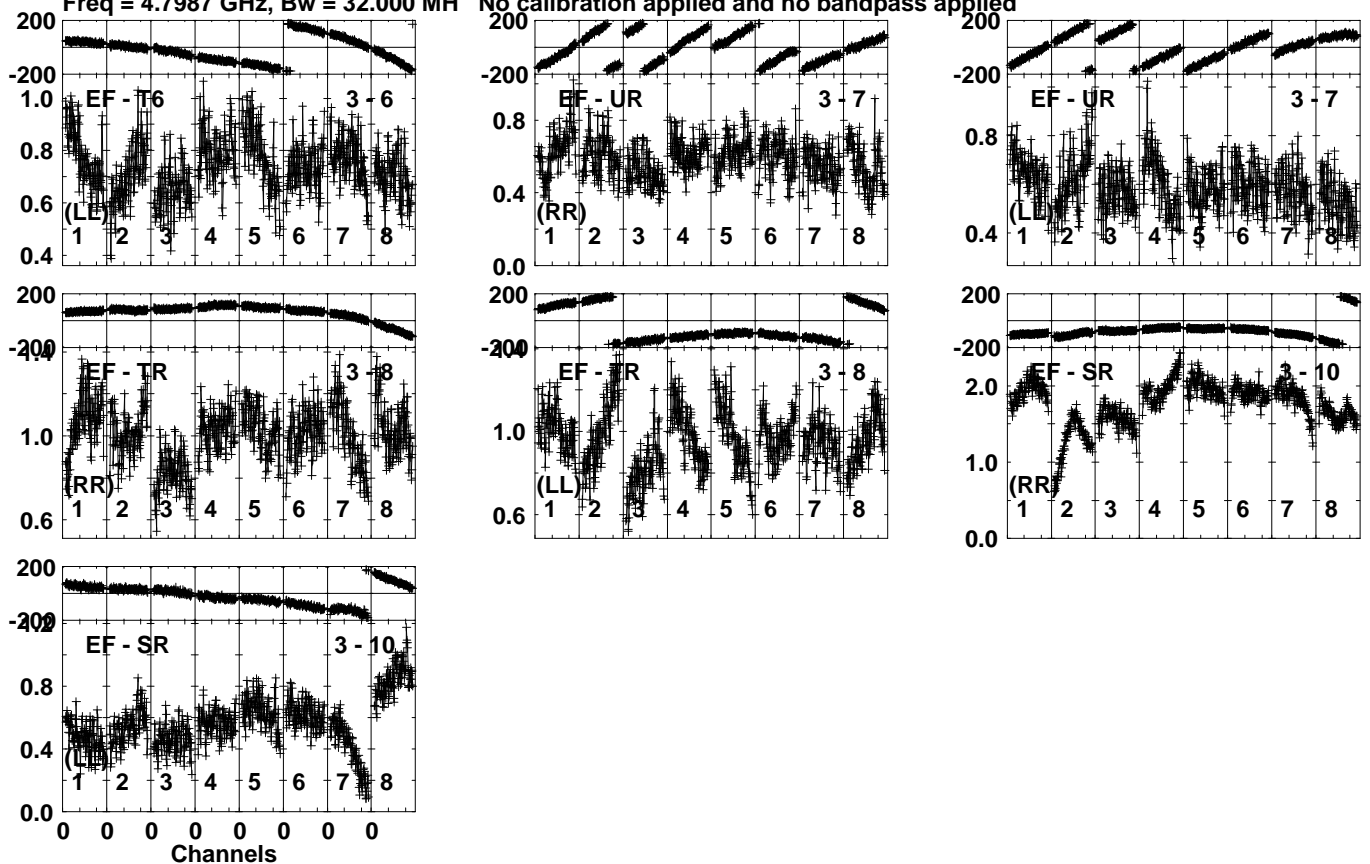 Freq = 4.7987 GHz, Bw = 32.000 MH No calibration applied and no bandpass applied
200
-200
1.0
0.8
0.6
0.4
EF - T6 3 - 6
(LL)
1 2 3 4 5 6 7 8
200
-200
0.8
0.4
0.0
EF - UR 3 - 7
(RR)
1 2 3 4 5 6 7 8
200
-200
0.8
0.4
EF - UR 3 - 7
(LL)
1 2 3 4 5 6 7 8
200
-200
1.4
1.0
0.6
EF - TR 3 - 8
(RR)
1 2 3 4 5 6 7 8
200
-200
1.4
1.0
0.6
EF - TR 3 - 8
(LL)
1 2 3 4 5 6 7 8
200
-200
2.0
1.0
0.0
EF - SR 3 - 10
(RR)
1 2 3 4 5 6 7 8
200
-200
1.2
0.8
0.4
0.0
EF - SR 3 - 10
(LL)
1 2 3 4 5 6 7 8
0 0 0 0 0 0 0 0
Channels